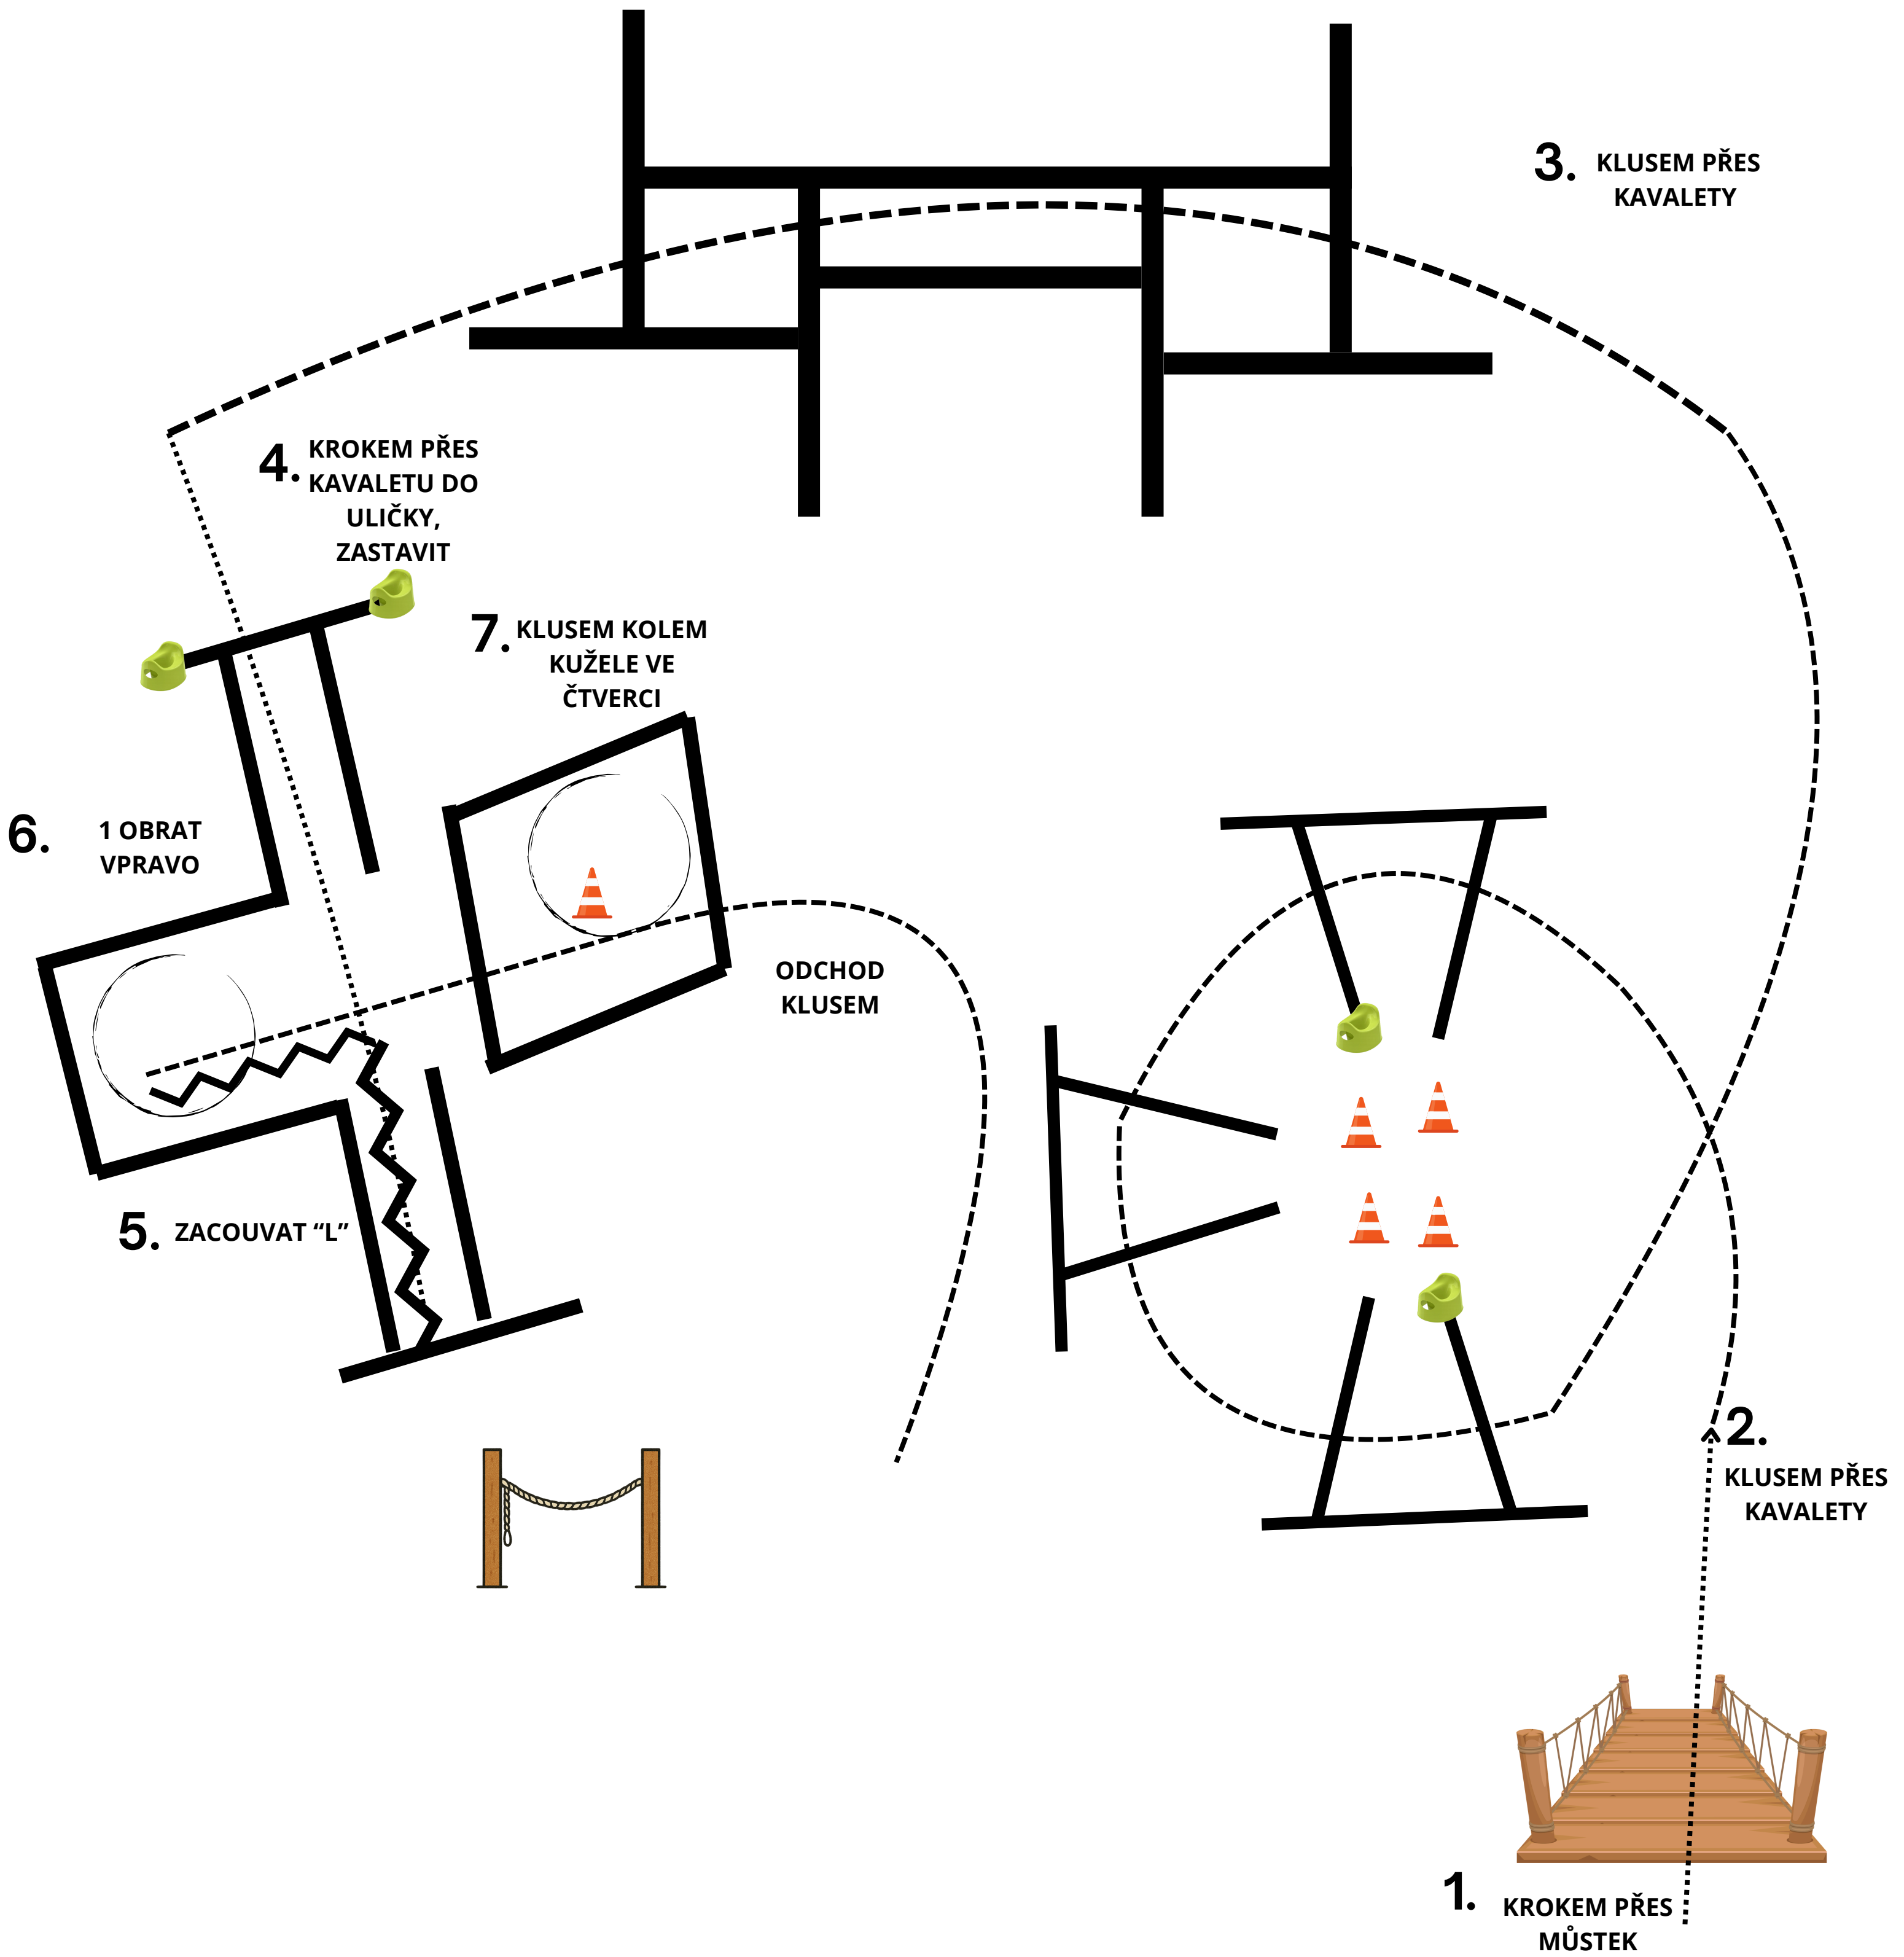 3. KLUSEM PŘES
KAVALETY
4. KROKEM PŘES
KAVALETU DO
ULIČKY,
ZASTAVIT
7. KLUSEM KOLEM
KUŽELE VE
ČTVERCI
6. 1 OBRAT
VPRAVO
ODCHOD
KLUSEM
5. ZACOUVAT “L”
2.
KLUSEM PŘES
KAVALETY
1. KROKEM PŘES
MŮSTEK